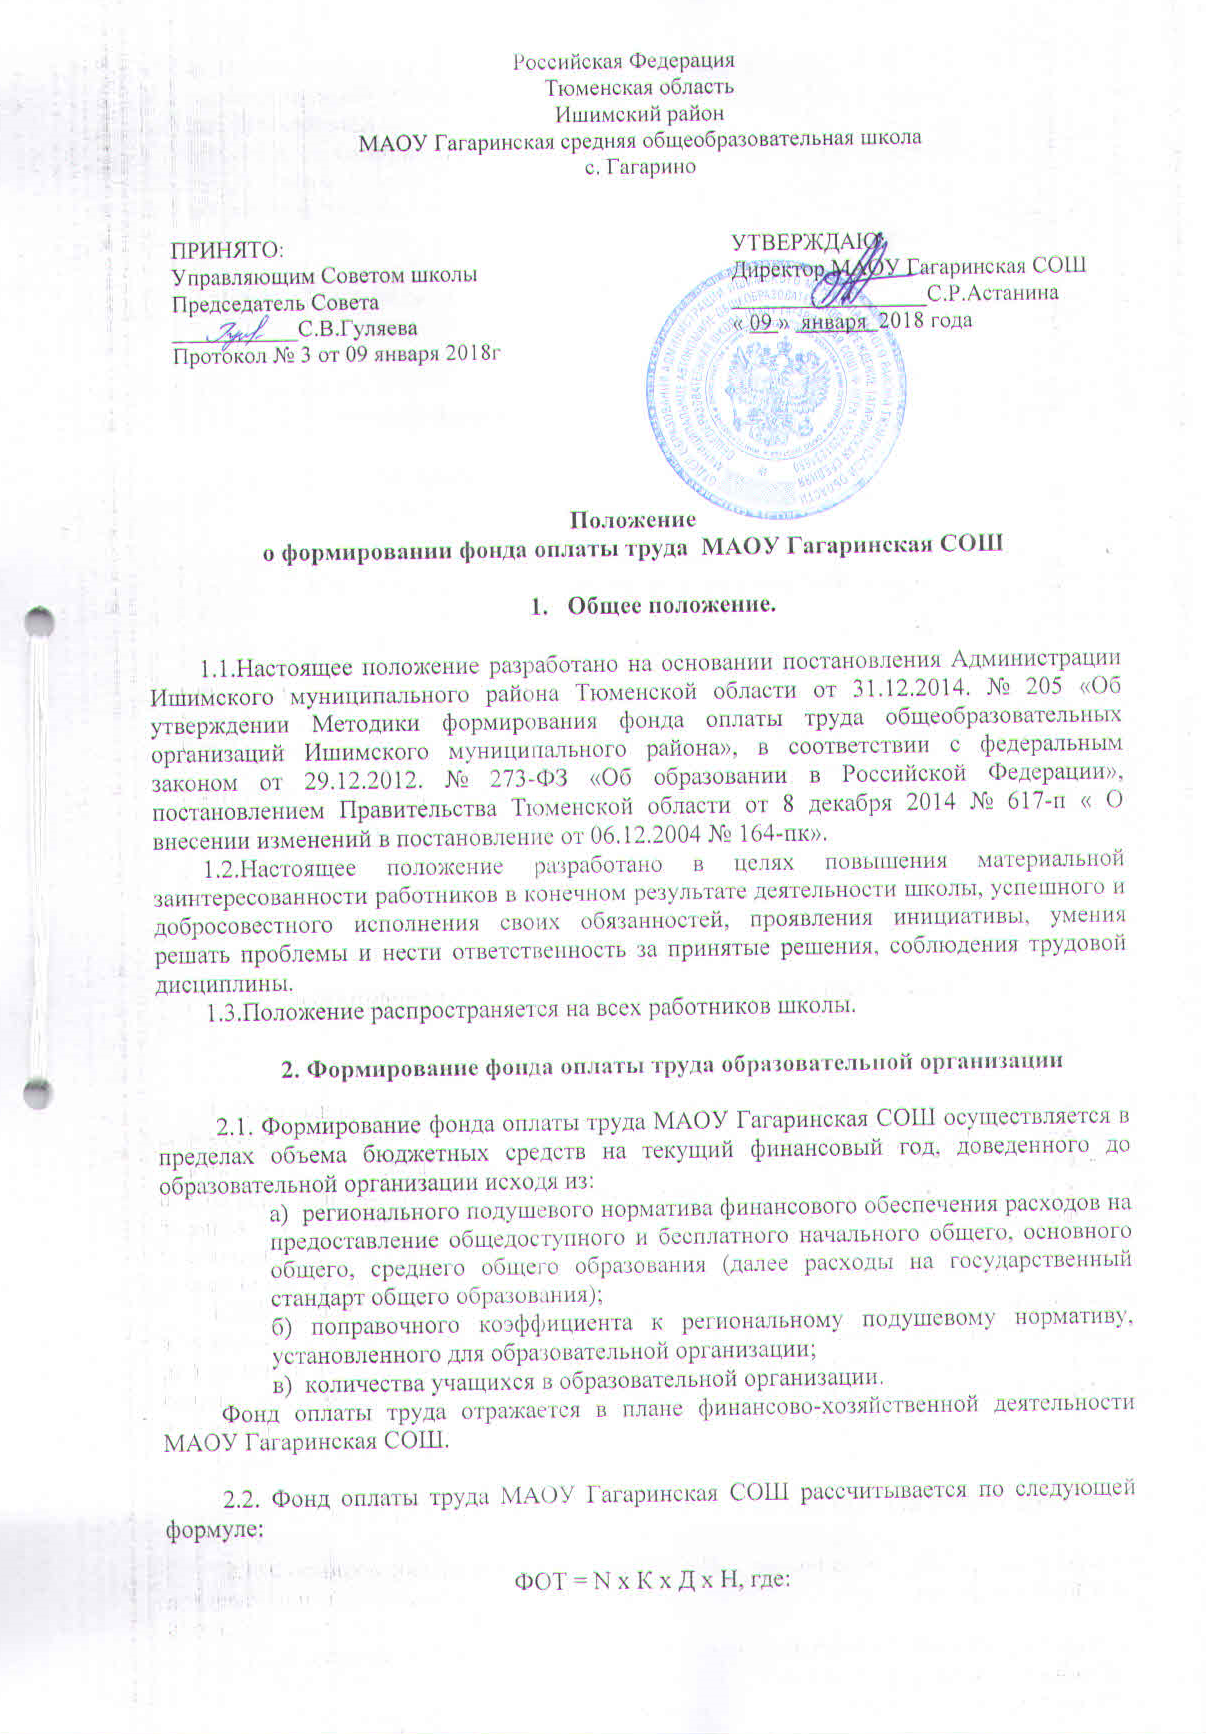 Российская Федерация
Тюменская область
Ишимский район
МАОУ Гагаринская средняя общеобразовательная школа
с. Гагарино
ПРИНЯТО:
Управляющим Советом школы
Председатель Совета
___________С.В.Гуляева
Протокол № 3 от 09 января 2018г
УТВЕРЖДАЮ:
Директор МАОУ Гагаринская СОШ
_________________С.Р.Астанина
« 09 » января 2018 года
Положение
о формировании фонда оплаты труда МАОУ Гагаринская СОШ
1. Общее положение.
1.1.Настоящее положение разработано на основании постановления Администрации
Ишимского муниципального района Тюменской области от 31.12.2014. № 205 «Об
утверждении Методики формирования фонда оплаты труда общеобразовательных
организаций Ишимского муниципального района», в соответствии с федеральным
законом от 29.12.2012. № 273-ФЗ «Об образовании в Российской Федерации»,
постановлением Правительства Тюменской области от 8 декабря 2014 № 617-п « О
внесении изменений в постановление от 06.12.2004 № 164-пк».
1.2.Настоящее положение разработано в целях повышения материальной
заинтересованности работников в конечном результате деятельности школы, успешного и
добросовестного исполнения своих обязанностей, проявления инициативы, умения
решать проблемы и нести ответственность за принятые решения, соблюдения трудовой
дисциплины.
1.3.Положение распространяется на всех работников школы.
2. Формирование фонда оплаты труда образовательной организации
2.1. Формирование фонда оплаты труда МАОУ Гагаринская СОШ осуществляется в
пределах объема бюджетных средств на текущий финансовый год, доведенного до
образовательной организации исходя из:
а) регионального подушевого норматива финансового обеспечения расходов на
предоставление общедоступного и бесплатного начального общего, основного
общего, среднего общего образования (далее расходы на государственный
стандарт общего образования);
б) поправочного коэффициента к региональному подушевому нормативу,
установленного для образовательной организации;
в) количества учащихся в образовательной организации.
Фонд оплаты труда отражается в плане финансово-хозяйственной деятельности
МАОУ Гагаринская СОШ.
2.2. Фонд оплаты труда МАОУ Гагаринская СОШ рассчитывается по следующей
формуле:
ФОТ = N x К x Д x Н, где: